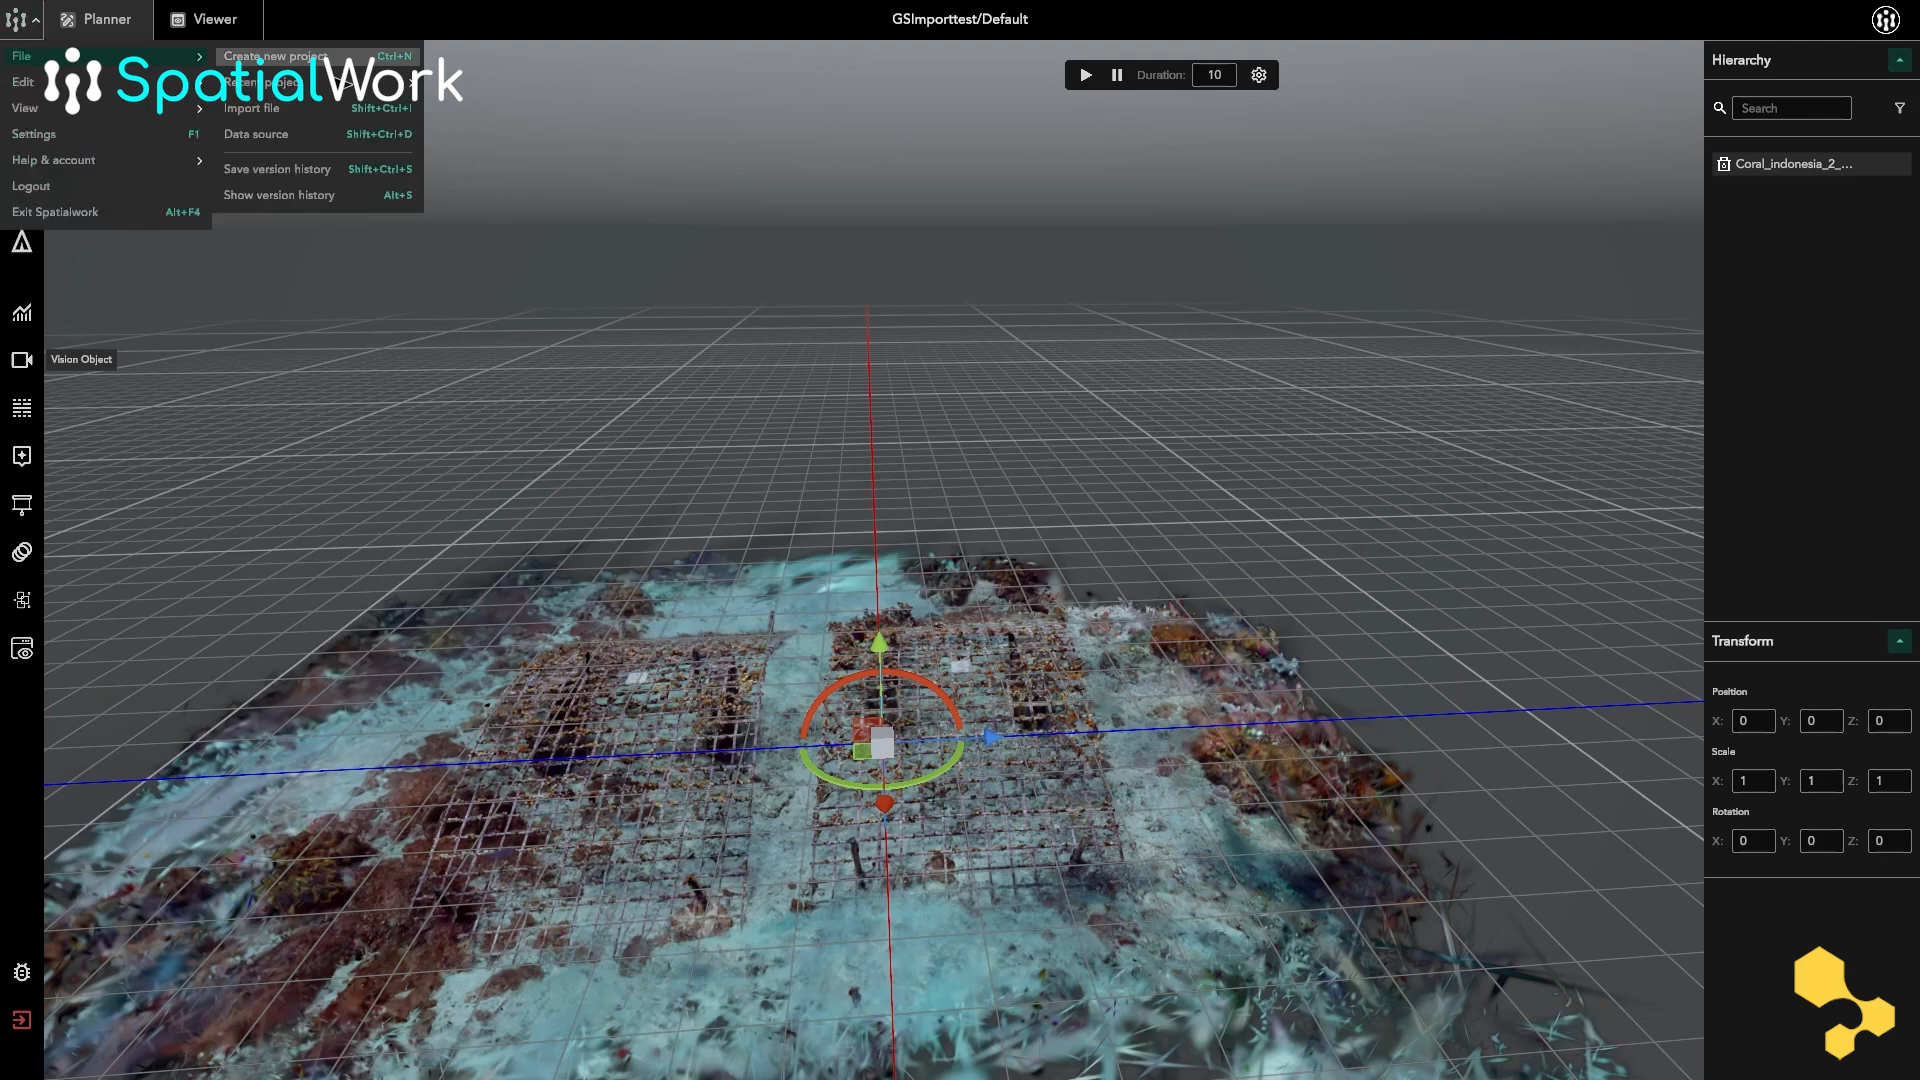 Planner
Viewer
GSImporttest/Default
File
Create new project Ctrl+N
Edit
SpatialWork
View
Import file Shift+Ctrl+I
Settings F1
Data source Shift+Ctrl+D
Help & account
Save version history Shift+Ctrl+S
Logout
Show version history Alt+S
Exit Spatialwork Alt+F4
Duration: 10
Vision Object
Hierarchy
Search
Coral_indonesia_2_...
Transform
Position
X: 0 Y: 0 Z: 0
Scale
X: 1 Y: 1 Z: 1
Rotation
X: 0 Y: 0 Z: 0